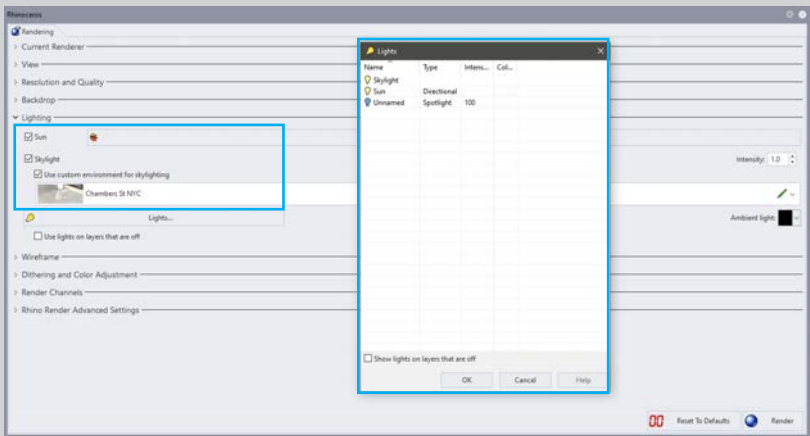 Rhinoceros
Rendering
Current Renderer
View
Resolution and Quality
Backdrop
Lighting
Sun
Skylight
Intensity: 1.0
Use custom environment for skylighting
Chambers St NYC
Lights...
Ambient light:
Use lights on layers that are off
Wireframe
Dithering and Color Adjustment
Render Channels
Rhino Render Advanced Settings
Lights
Name Type Intens... Col...
Skylight
Sun Directional
Unnamed Spotlight 100
Show lights on layers that are off
OK Cancel Help
00 Reset To Defaults Render